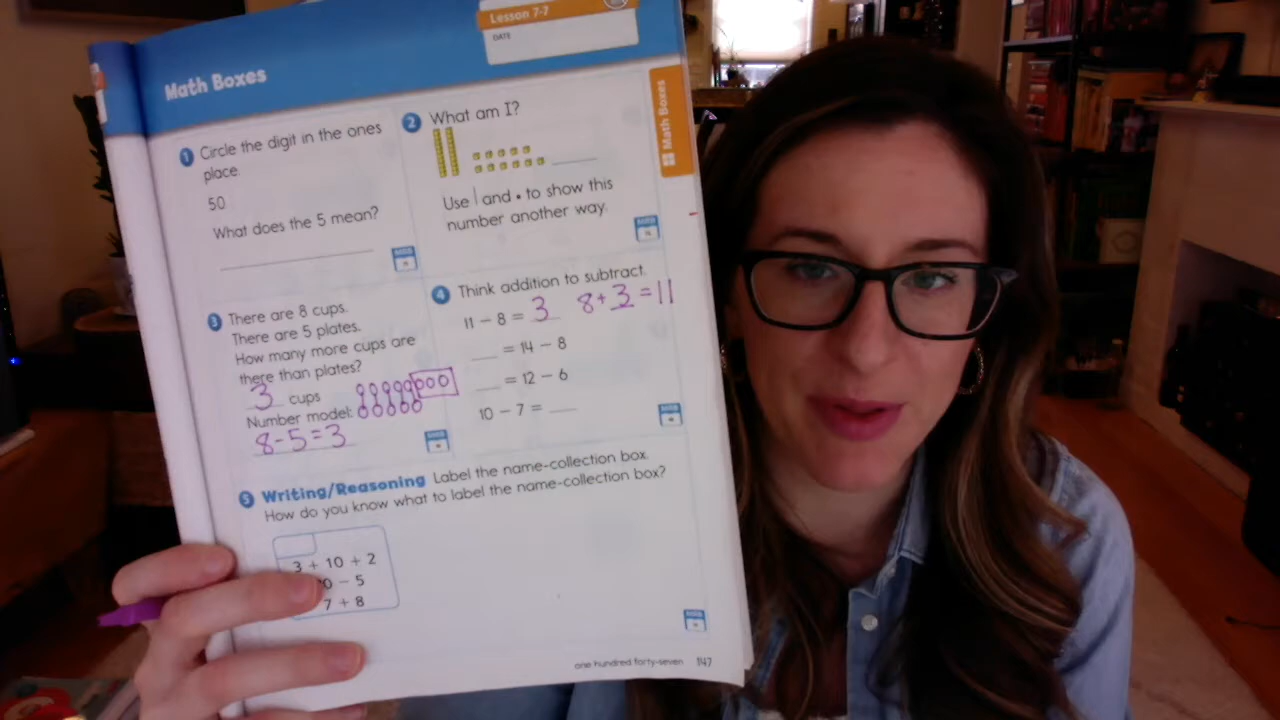 Lesson 7-7
DATE
Math Boxes
Math Boxes
1 Circle the digit in the ones
place.
50
What does the 5 mean?
2 What am I?
Use | and • to show this
number another way.
3 There are 8 cups.
There are 5 plates.
How many more cups are
there than plates?
3 cups
Number model:
8-5=3
4 Think addition to subtract.
11 - 8 = 3 8+3=11
___ = 14 - 8
___ = 12 - 6
10 - 7 = ___
5 Writing/Reasoning Label the name-collection box.
How do you know what to label the name-collection box?
3 + 10 + 2
0 - 5
7 + 8
one hundred forty-seven 147